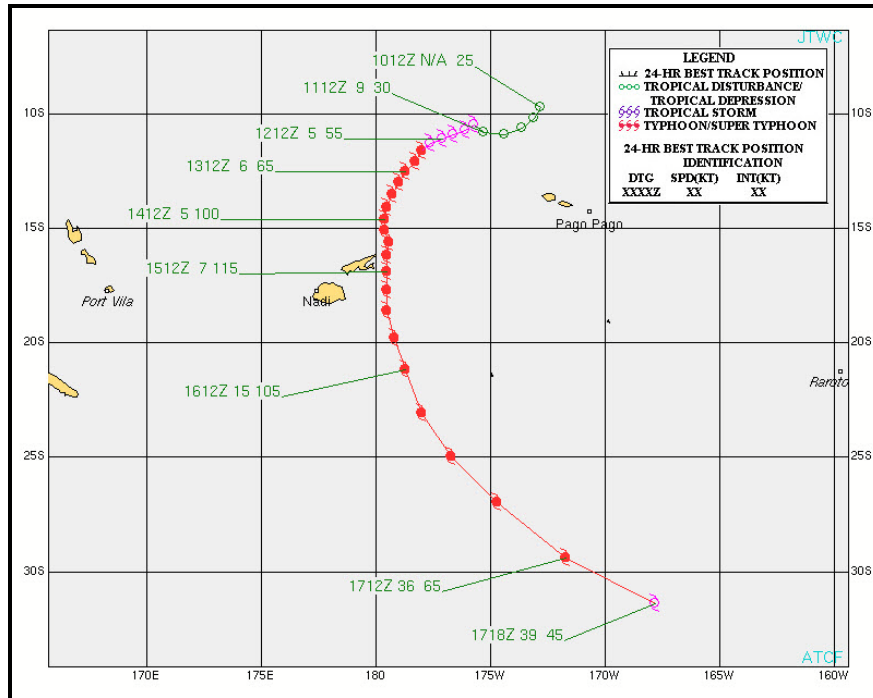 JTWC
1012Z N/A 25
1112Z 9 30
1212Z 5 55
1312Z 6 65
1412Z 5 100
1512Z 7 115
1612Z 15 105
1712Z 36 65
1718Z 39 45
LEGEND
24-HR BEST TRACK POSITION
TROPICAL DISTURBANCE/
TROPICAL DEPRESSION
TROPICAL STORM
TYPHOON/SUPER TYPHOON
24-HR BEST TRACK POSITION
IDENTIFICATION
DTG SPD(KT) INT(KT)
XXXXZ XX XX
10S 10S
15S 15S
Pago Pago
Port Vila
Nadi
20S 20S
Raroto
25S 25S
30S 30S
ATCF
170E 175E 180 175W 170W 165W 160W